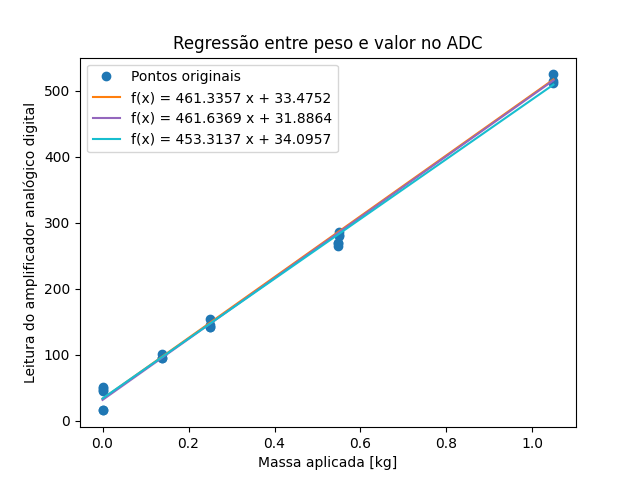 Regressão entre peso e valor no ADC
Pontos originais
f(x) = 461.3357 x + 33.4752
f(x) = 461.6369 x + 31.8864
f(x) = 453.3137 x + 34.0957
Leitura do amplificador analógico digital
500
400
300
200
100
0
0.0 0.2 0.4 0.6 0.8 1.0
Massa aplicada [kg]